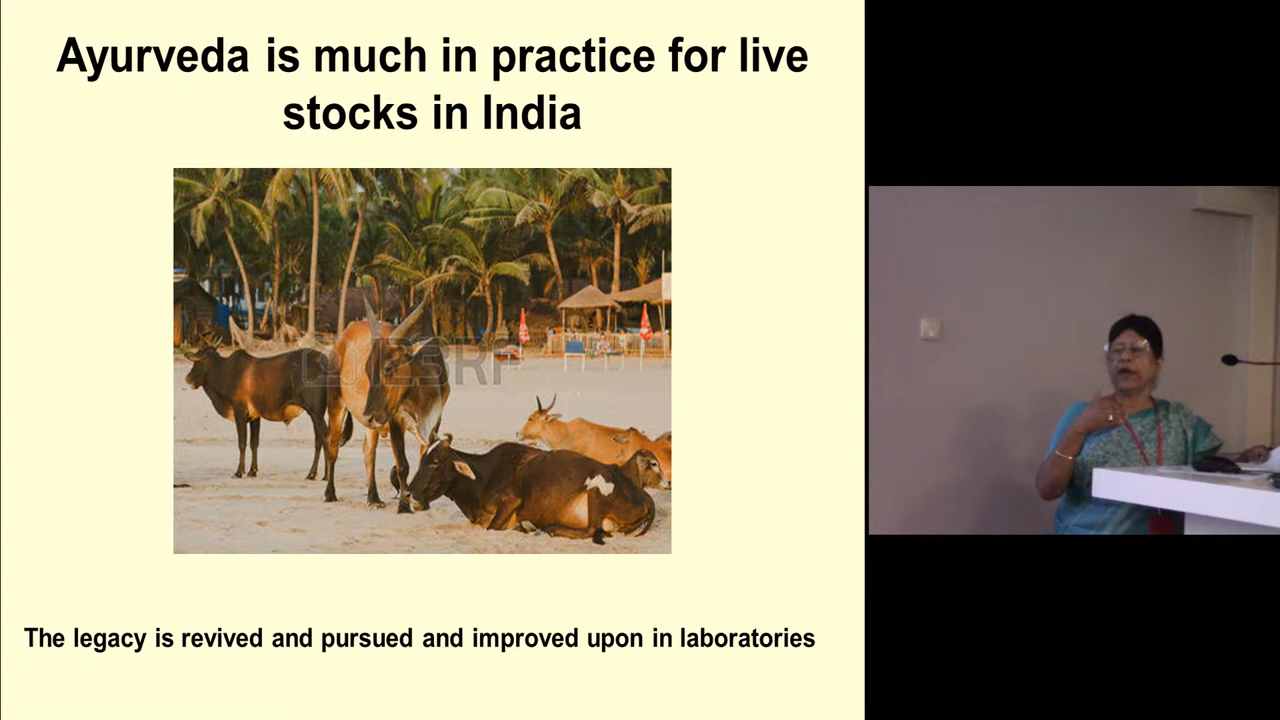 Ayurveda is much in practice for live
stocks in India
The legacy is revived and pursued and improved upon in laboratories